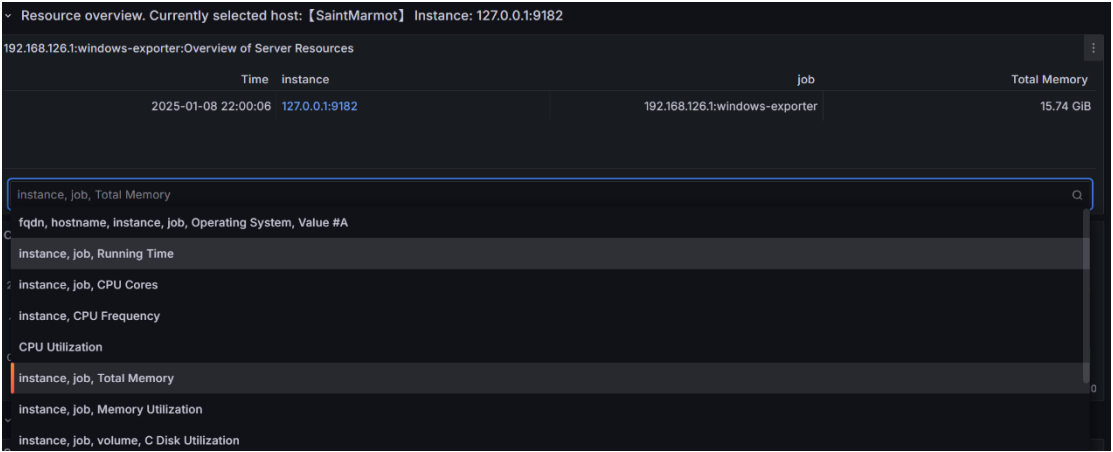 Resource overview. Currently selected host:【SaintMarmot】 Instance: 127.0.0.1:9182
192.168.126.1:windows-exporter:Overview of Server Resources
Time instance job Total Memory
2025-01-08 22:00:06 127.0.0.1:9182 192.168.126.1:windows-exporter 15.74 GiB
instance, job, Total Memory
fqdn, hostname, instance, job, Operating System, Value #A
instance, job, Running Time
instance, job, CPU Cores
instance, CPU Frequency
CPU Utilization
instance, job, Total Memory
instance, job, Memory Utilization
instance, job, volume, C Disk Utilization